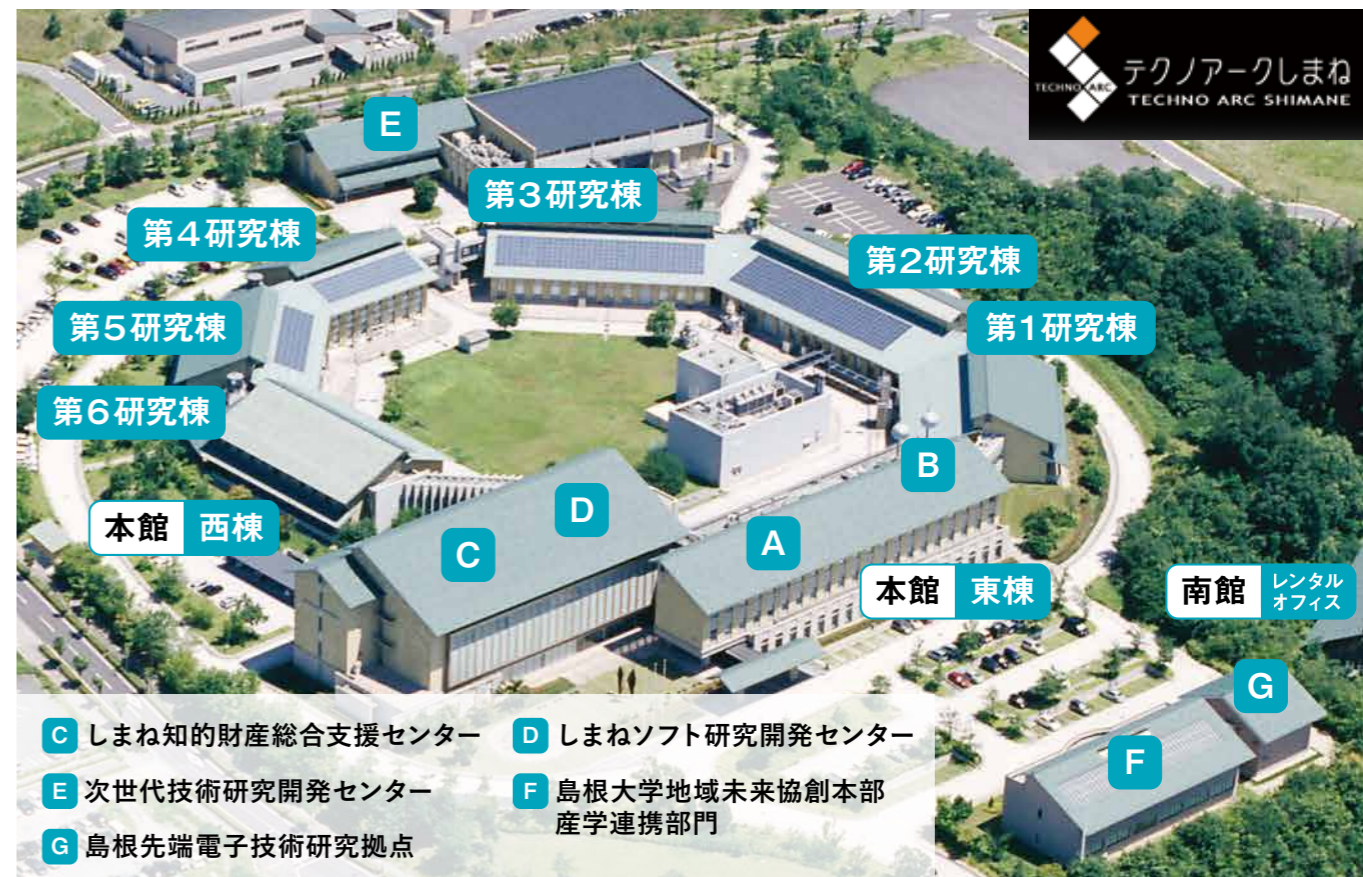 TECHNO ARC
テクノアークしまね
TECHNO ARC SHIMANE
E
第3研究棟
第4研究棟
第2研究棟
第5研究棟
第1研究棟
第6研究棟
B
D
本館 西棟
C
A
本館 東棟
南館 レンタル
オフィス
G
F
C しまね知的財産総合支援センター
D しまねソフト研究開発センター
E 次世代技術研究開発センター
F 島根大学地域未来協創本部
産学連携部門
G 島根先端電子技術研究拠点